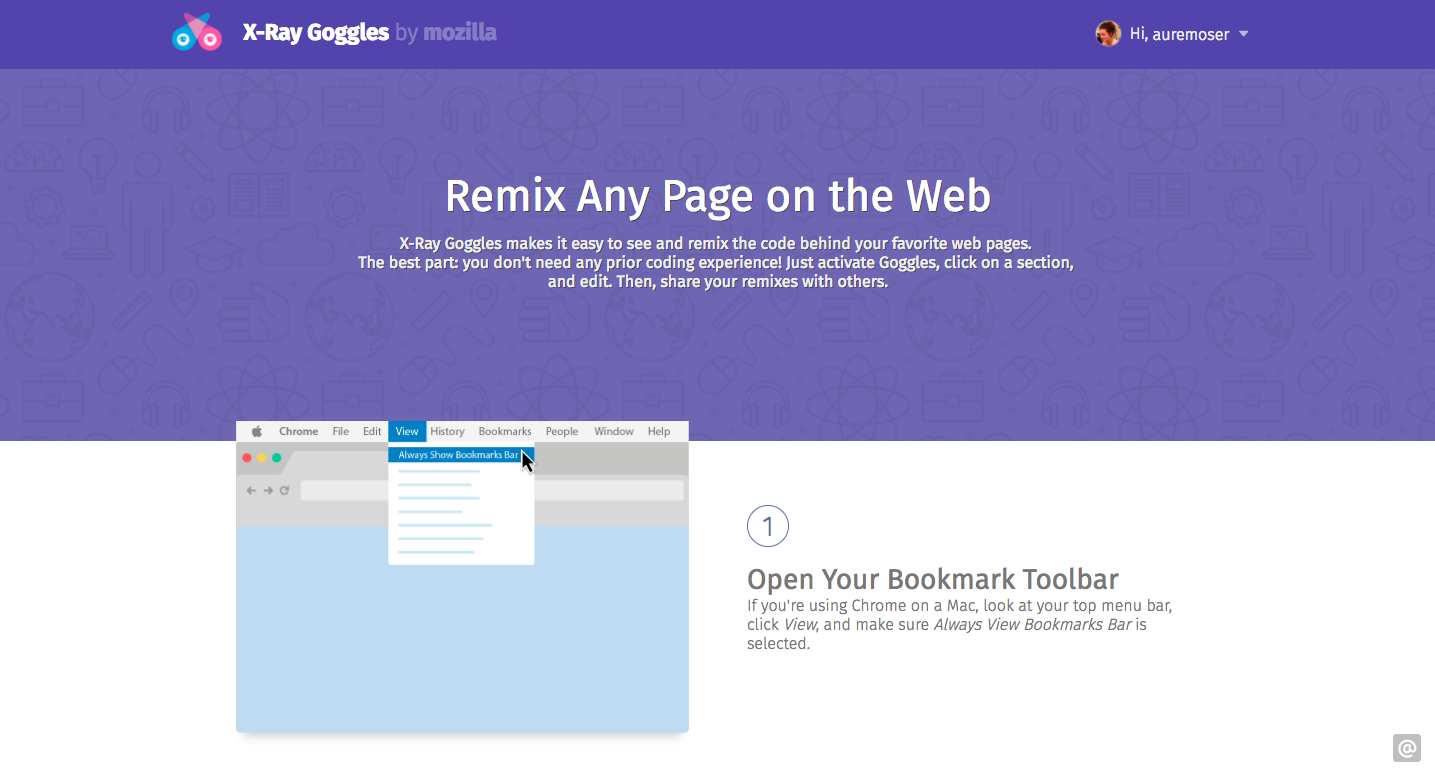 X-Ray Goggles by mozilla
Hi, auremoser
Remix Any Page on the Web
X-Ray Goggles makes it easy to see and remix the code behind your favorite web pages.
The best part: you don't need any prior coding experience! Just activate Goggles, click on a section,
and edit. Then, share your remixes with others.
Chrome File Edit View History Bookmarks People Window Help
Always Show Bookmarks Bar
1
Open Your Bookmark Toolbar
If you're using Chrome on a Mac, look at your top menu bar,
click View, and make sure Always View Bookmarks Bar is
selected.
@